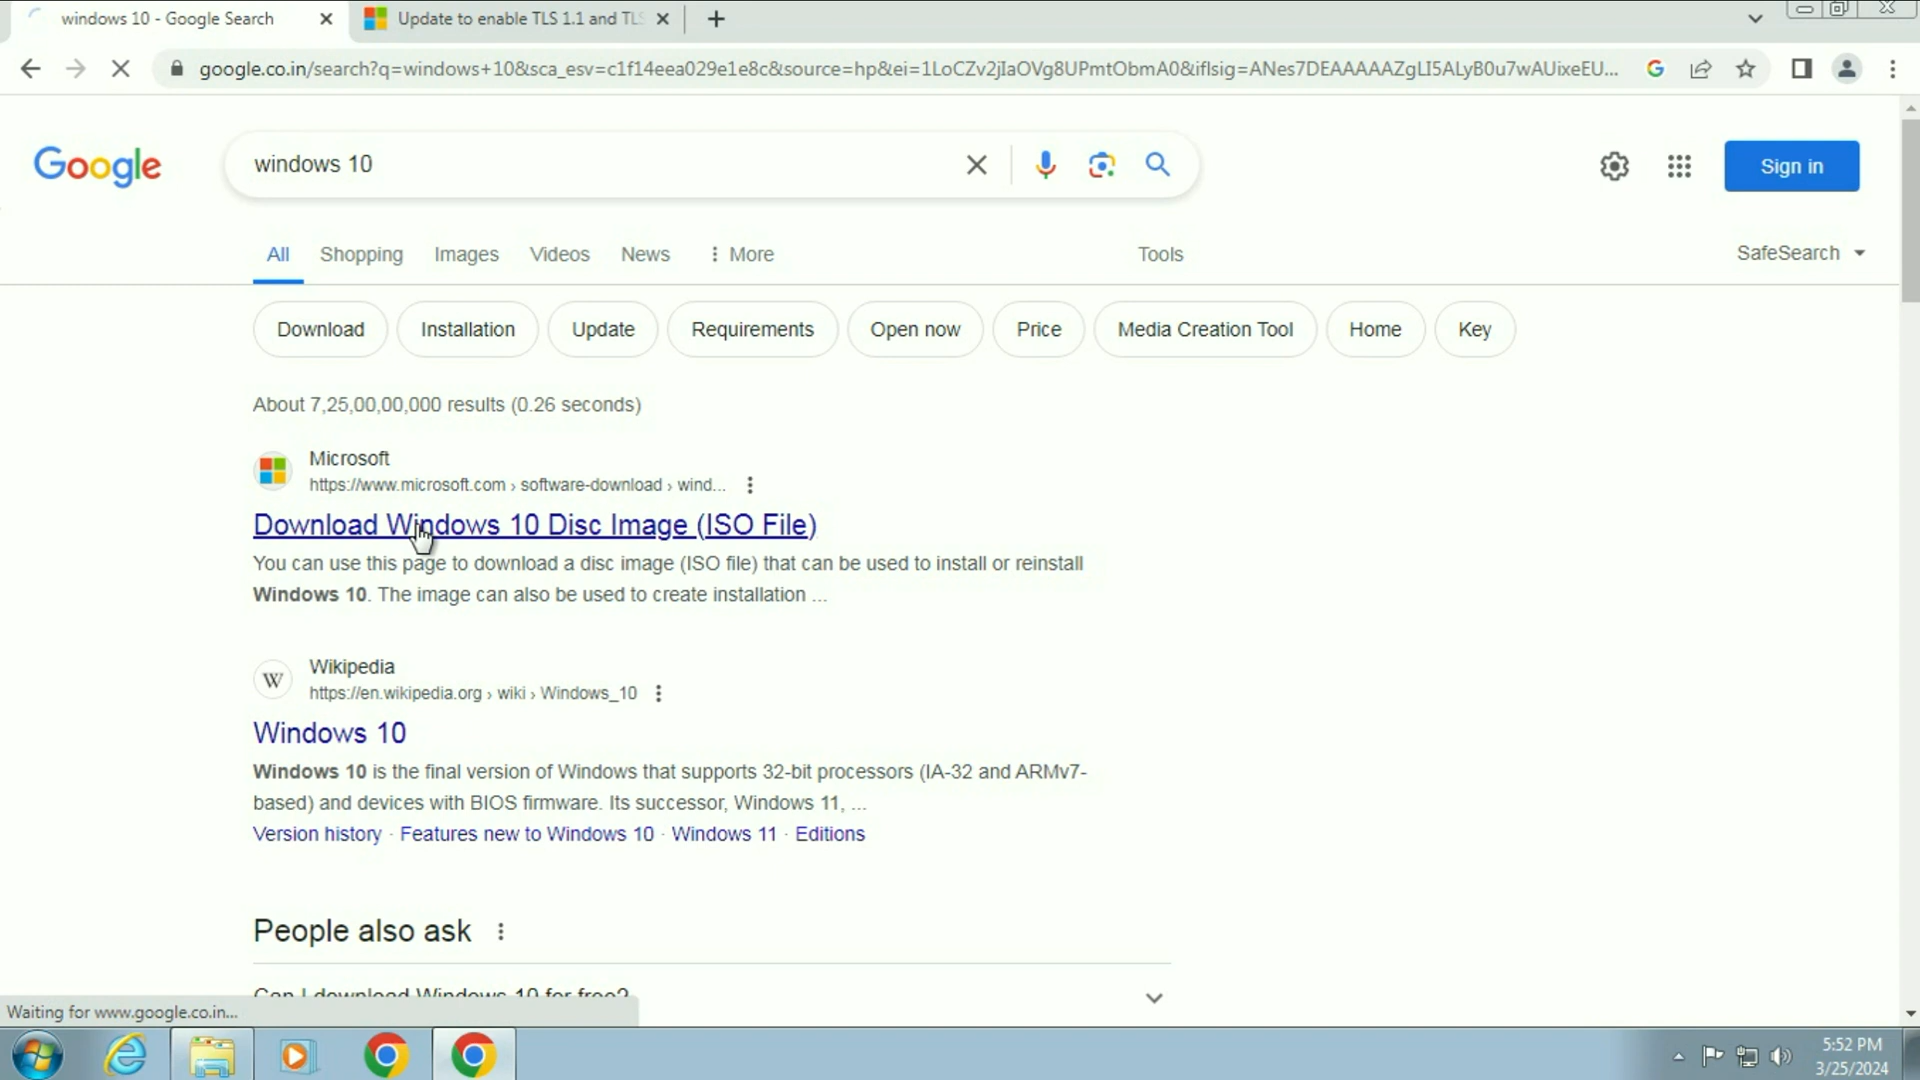 windows 10 - Google Search
Update to enable TLS 1.1 and TLS
google.co.in/search?q=windows+10&sca_esv=c1f14eea029e1e8c&source=hp&ei=1LoCZv2jIaOVg8UPmtObmA0&iflsig=ANes7DEAAAAAZgLI5ALyB0u7wAUixeEU...
Google
windows 10
Sign in
All Shopping Images Videos News More Tools SafeSearch
Download Installation Update Requirements Open now Price Media Creation Tool Home Key
About 7,25,00,00,000 results (0.26 seconds)
Microsoft
https://www.microsoft.com › software-download › wind...
Download Windows 10 Disc Image (ISO File)
You can use this page to download a disc image (ISO file) that can be used to install or reinstall
Windows 10. The image can also be used to create installation ...
W
Wikipedia
https://en.wikipedia.org › wiki › Windows_10
Windows 10
Windows 10 is the final version of Windows that supports 32-bit processors (IA-32 and ARMv7-
based) and devices with BIOS firmware. Its successor, Windows 11, ...
Version history · Features new to Windows 10 · Windows 11 · Editions
People also ask
Can I download Windows 10 for free?
Waiting for www.google.co.in...
5:52 PM
3/25/2024